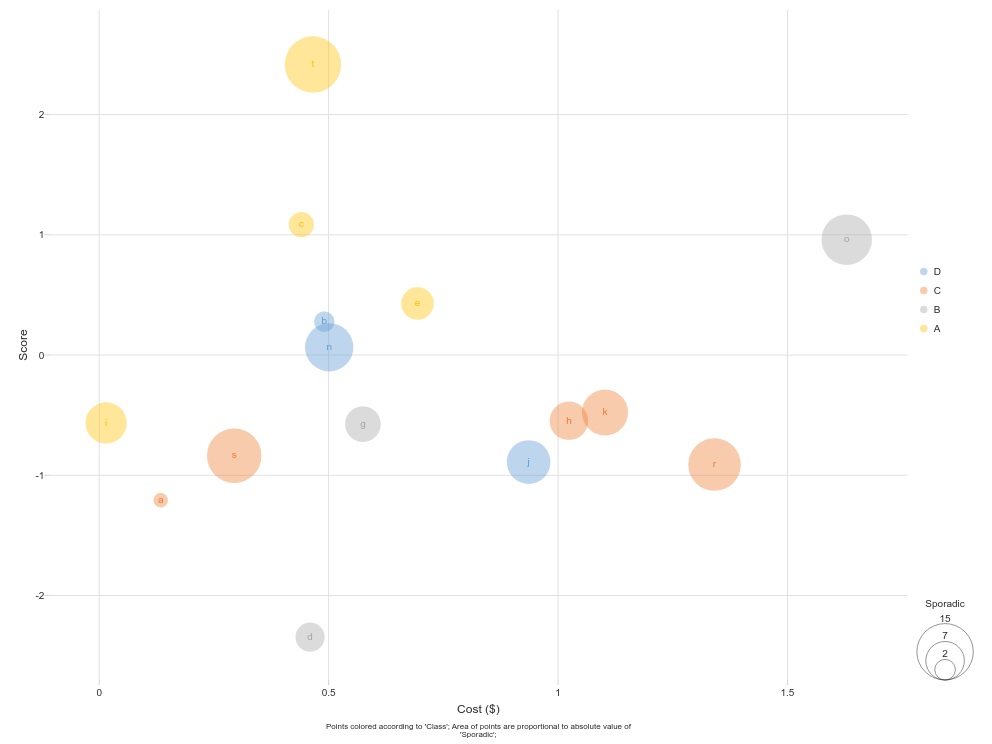 t
2
c
1
o
D
C
B
A
e
b
n
0
Score
i
g
h
k
s
j
r
-1
a
-2
d
Sporadic
15
7
2
0
0.5
1
1.5
Cost ($)
Points colored according to 'Class'; Area of points are proportional to absolute value of
'Sporadic';